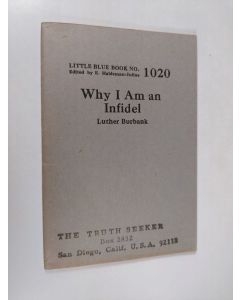 LITTLE BLUE BOOK NO. 1020
Edited by E. Haldeman-Julius
Why I Am an
Infidel
Luther Burbank
THE TRUTH SEEKER
Box 2832
San Diego, Calif, U.S.A. 92112